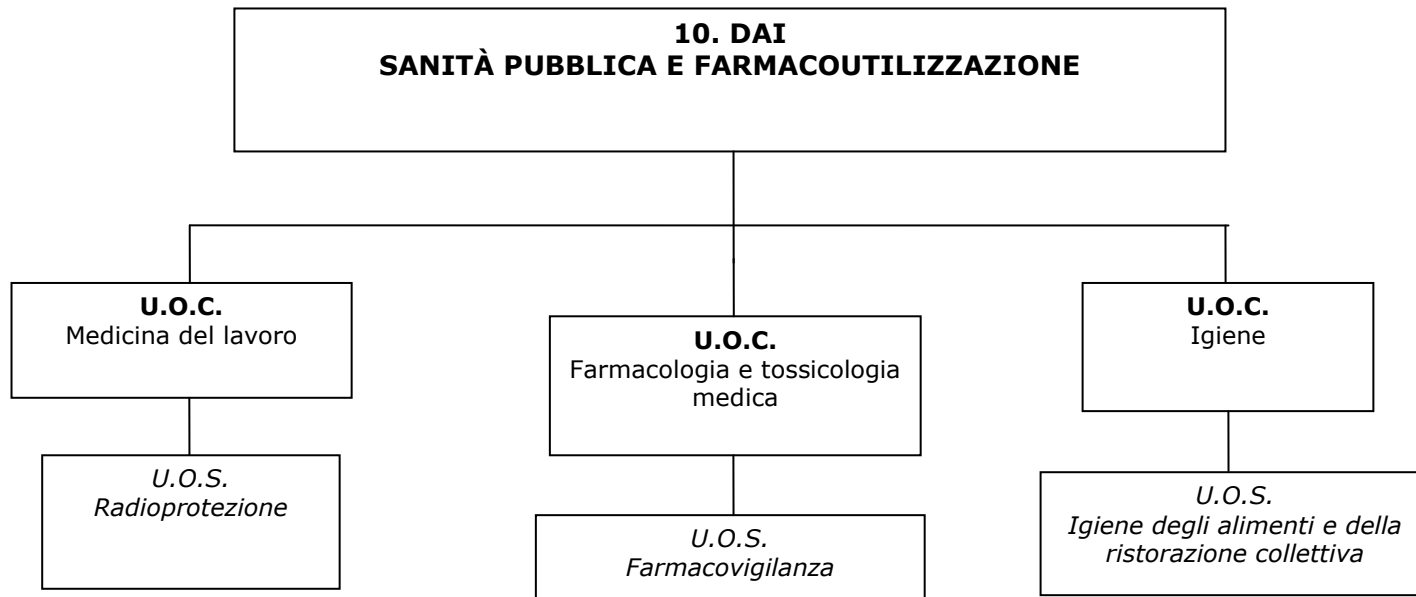 10. DAI
SANITÀ PUBBLICA E FARMACOUTILIZZAZIONE
U.O.C.
Medicina del lavoro
U.O.C.
Farmacologia e tossicologia
medica
U.O.C.
Igiene
U.O.S.
Radioprotezione
U.O.S.
Farmacovigilanza
U.O.S.
Igiene degli alimenti e della
ristorazione collettiva